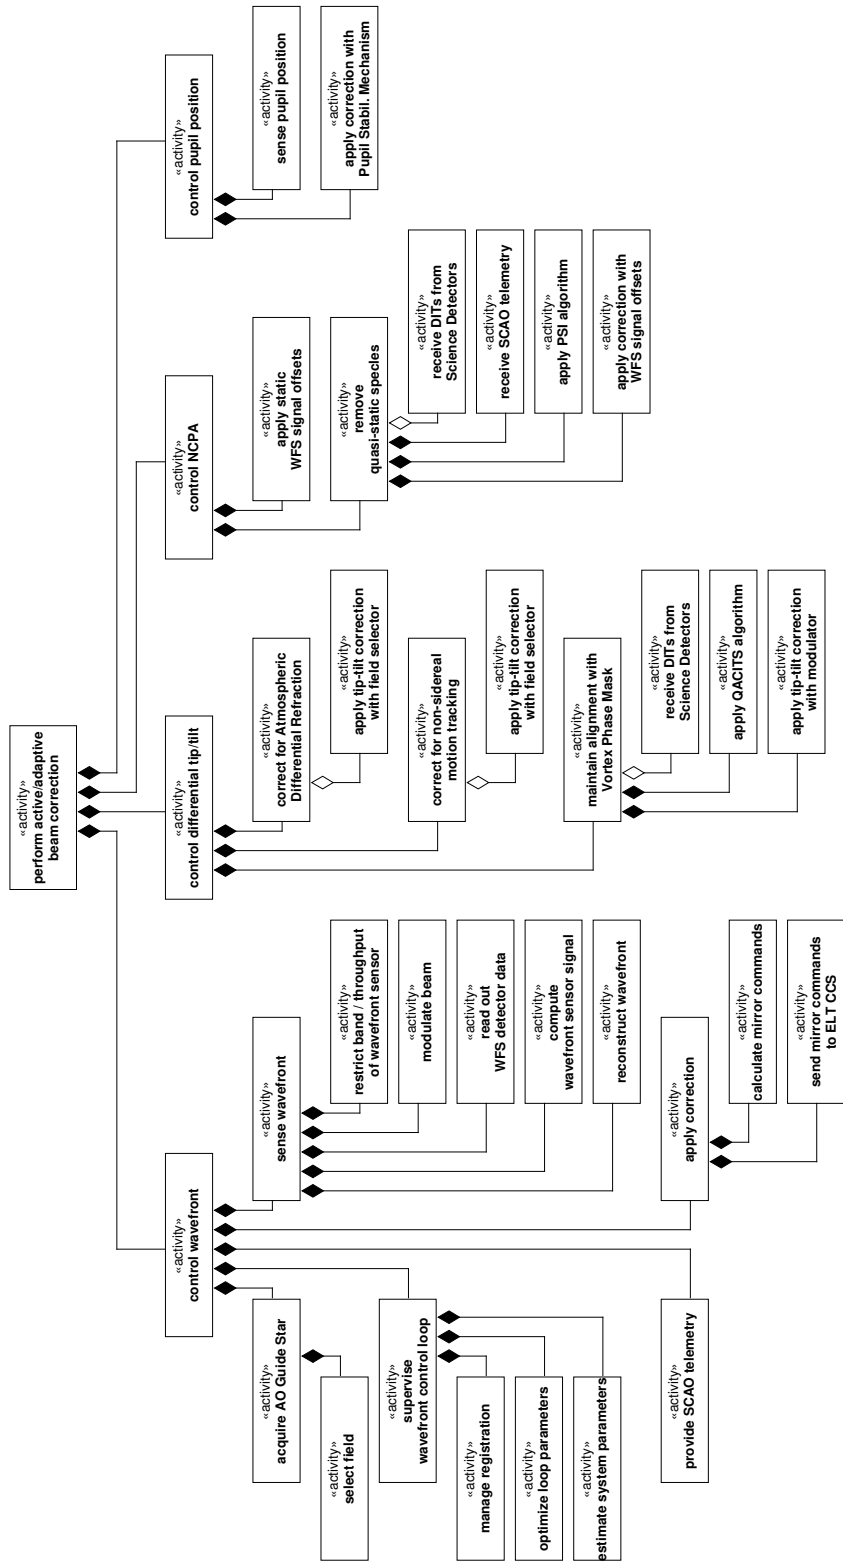 «activity»
perform active/adaptive
beam correction
«activity»
control wavefront
«activity»
acquire AO Guide Star
«activity»
select field
«activity»
supervise
wavefront control loop
«activity»
manage registration
«activity»
optimize loop parameters
«activity»
estimate system parameters
«activity»
provide SCAO telemetry
«activity»
sense wavefront
«activity»
restrict band / throughput
of wavefront sensor
«activity»
modulate beam
«activity»
read out
WFS detector data
«activity»
compute
wavefront sensor signal
«activity»
reconstruct wavefront
«activity»
apply correction
«activity»
calculate mirror commands
«activity»
send mirror commands
to ELT CCS
«activity»
control differential tip/tilt
«activity»
correct for Atmospheric
Differential Refraction
«activity»
apply tip-tilt correction
with field selector
«activity»
correct for non-sidereal
motion tracking
«activity»
apply tip-tilt correction
with field selector
«activity»
maintain alignment with
Vortex Phase Mask
«activity»
receive DITs from
Science Detectors
«activity»
apply QACITS algorithm
«activity»
apply tip-tilt correction
with modulator
«activity»
control NCPA
«activity»
apply static
WFS signal offsets
«activity»
remove
quasi-static specles
«activity»
receive DITs from
Science Detectors
«activity»
receive SCAO telemetry
«activity»
apply PSI algorithm
«activity»
apply correction with
WFS signal offsets
«activity»
control pupil position
«activity»
sense pupil position
«activity»
apply correction with
Pupil Stabil. Mechanism